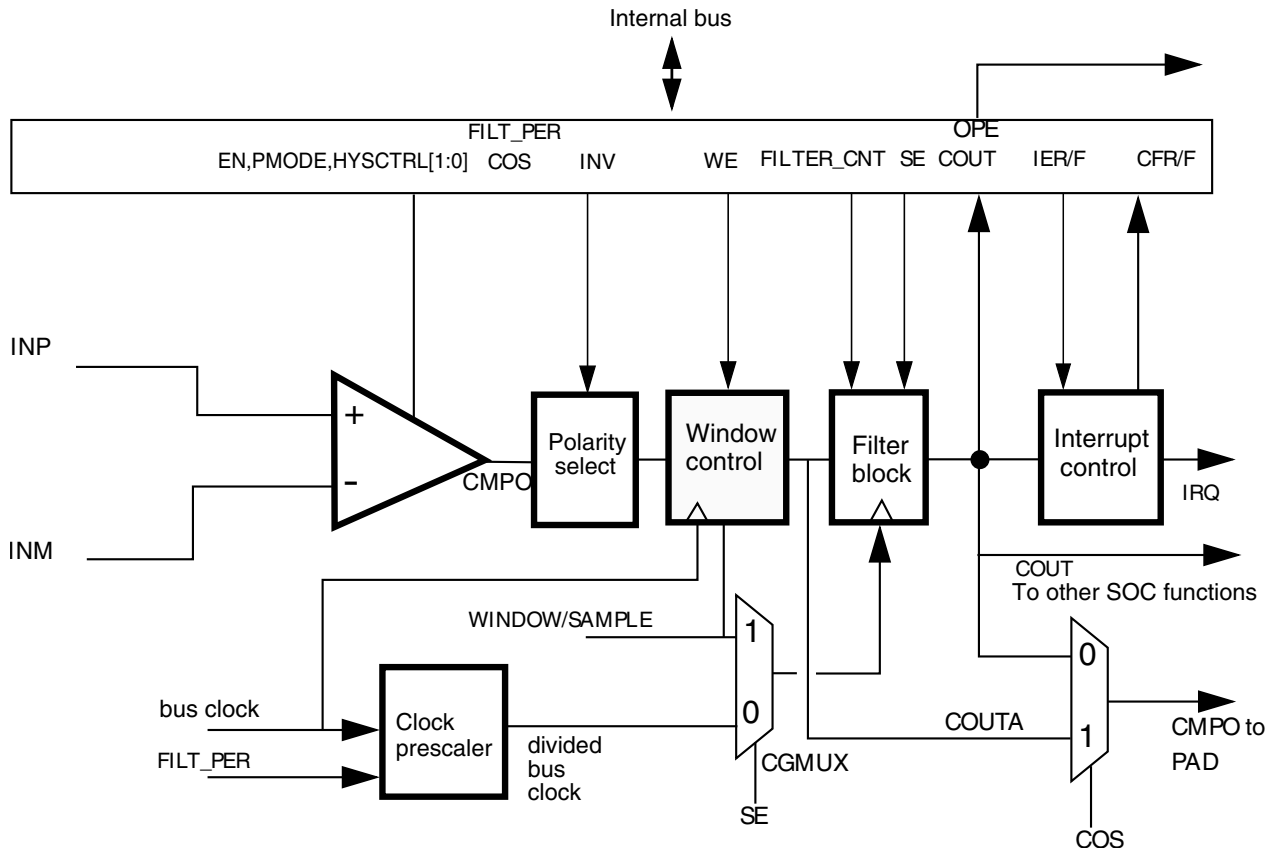 Internal bus
FILT_PER
OPE
EN,PMODE,HYSCTRL[1:0]
COS
INV
WE
FILTER_CNT
SE
COUT
IER/F
CFR/F
INP
+
-
INM
CMPO
Polarity
select
Window
control
Filter
block
Interrupt
control
IRQ
COUT
To other SOC functions
WINDOW/SAMPLE
1
0
CGMUX
SE
bus clock
FILT_PER
Clock
prescaler
divided
bus
clock
COUTA
0
1
CMPO to
PAD
COS